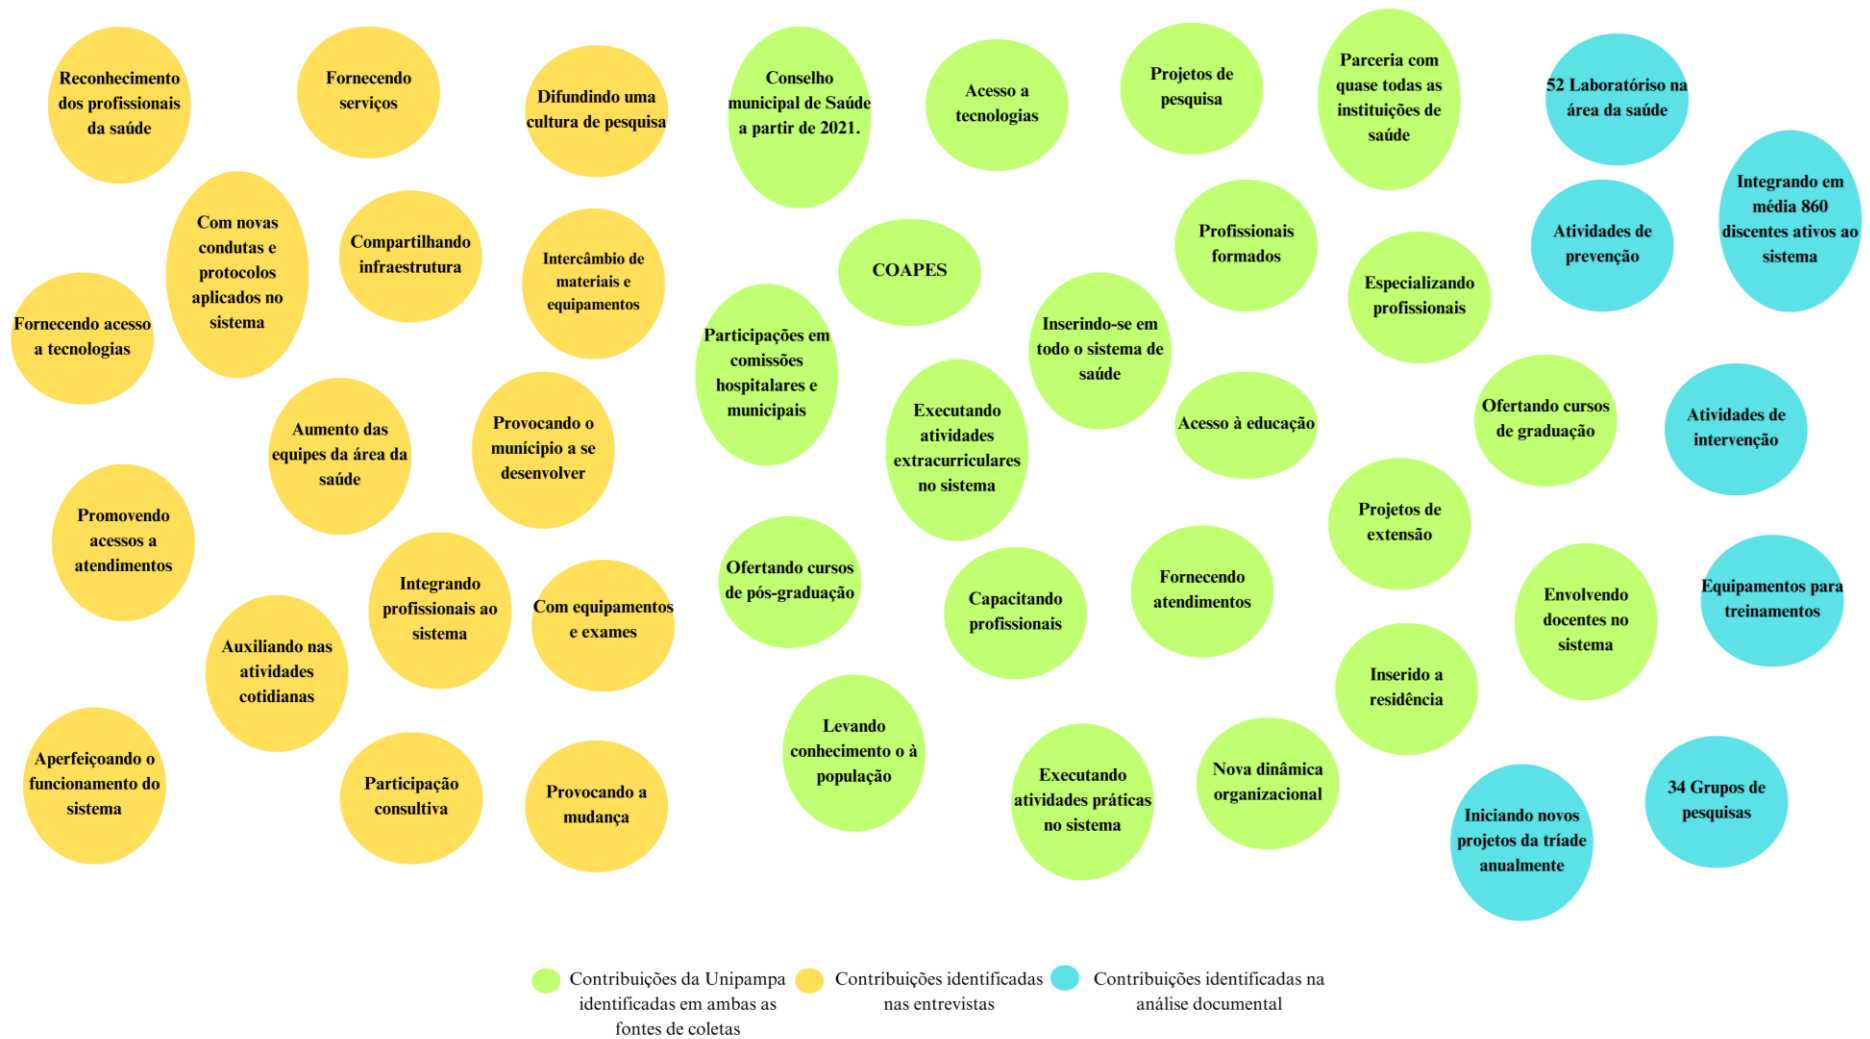 Reconhecimento
dos profissionais
da saúde
Fornecendo
serviços
Difundindo uma
cultura de pesquisa
Conselho
municipal de Saúde
a partir de 2021.
Acesso a
tecnologias
Projetos de
pesquisa
Parceria com
quase todas as
instituições de
saúde
52 Laboratóriso na
área da saúde
Com novas
condutas e
protocolos
aplicados no
sistema
Compartilhando
infraestrutura
Intercâmbio de
materiais e
equipamentos
COAPES
Profissionais
formados
Especializando
profissionais
Atividades de
prevenção
Integrando em
média 860
discentes ativos ao
sistema
Fornecendo acesso
a tecnologias
Participações em
comissões
hospitalares e
municipais
Inserindo-se em
todo o sistema de
saúde
Aumento das
equipes da área da
saúde
Provocando o
munícipio a se
desenvolver
Executando
atividades
extracurriculares
no sistema
Acesso à educação
Ofertando cursos
de graduação
Atividades de
intervenção
Promovendo
acessos a
atendimentos
Integrando
profissionais ao
sistema
Com equipamentos
e exames
Ofertando cursos
de pós-graduação
Capacitando
profissionais
Fornecendo
atendimentos
Projetos de
extensão
Envolvendo
docentes no
sistema
Equipamentos para
treinamentos
Auxiliando nas
atividades
cotidianas
Inserido a
residência
Aperfeiçoando o
funcionamento do
sistema
Participação
consultiva
Provocando a
mudança
Levando
conhecimento o à
população
Executando
atividades práticas
no sistema
Nova dinâmica
organizacional
Iniciando novos
projetos da tríade
anualmente
34 Grupos de
pesquisas
Contribuições da Unipampa
identificadas em ambas as
fontes de coletas
Contribuições identificadas
nas entrevistas
Contribuições identificadas na
análise documental